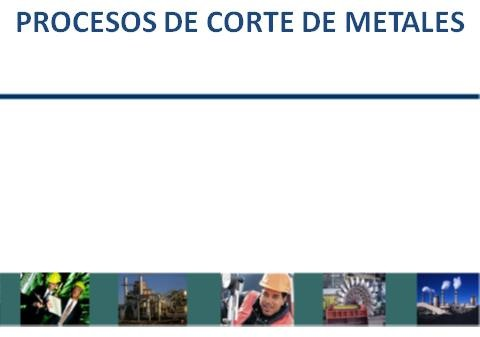 PROCESOS DE CORTE DE METALES